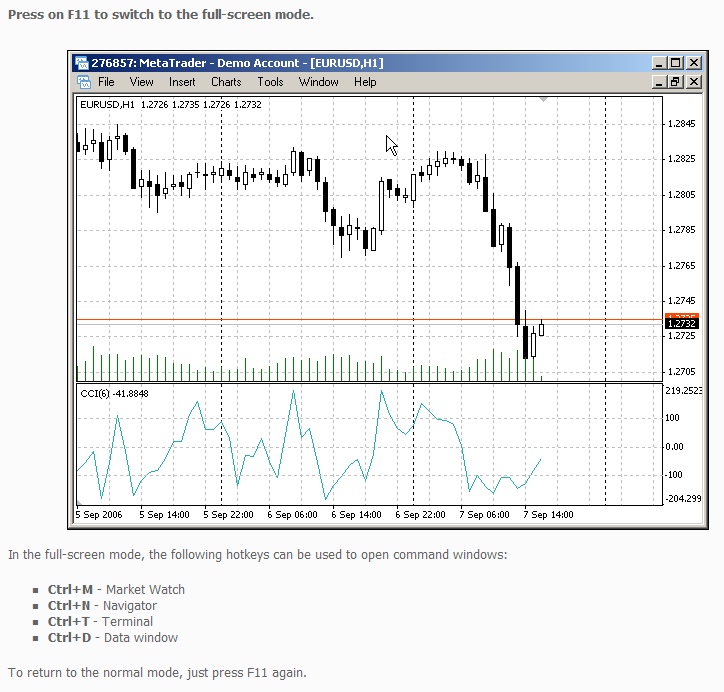 Press on F11 to switch to the full-screen mode.
276857: MetaTrader - Demo Account - [EURUSD,H1]
File View Insert Charts Tools Window Help
EURUSD,H1 1.2726 1.2735 1.2726 1.2732
1.2845
1.2825
1.2805
1.2785
1.2765
1.2745
1.2732
1.2725
1.2705
CCI(6) -41.8848
219.2523
100
0.00
-100
-204.299
5 Sep 2006 5 Sep 14:00 5 Sep 22:00 6 Sep 06:00 6 Sep 14:00 6 Sep 22:00 7 Sep 06:00 7 Sep 14:00
In the full-screen mode, the following hotkeys can be used to open command windows:
Ctrl+M - Market Watch
Ctrl+N - Navigator
Ctrl+T - Terminal
Ctrl+D - Data window
To return to the normal mode, just press F11 again.